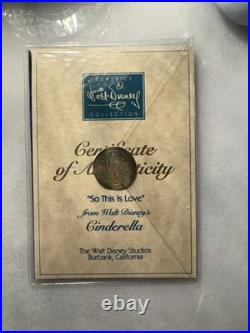 CLASSICS
Walt Disney
COLLECTION
Certificate
of
"So This Is Love"
from Walt Disney's
Cinderella
The Walt Disney Studios
Burbank, California